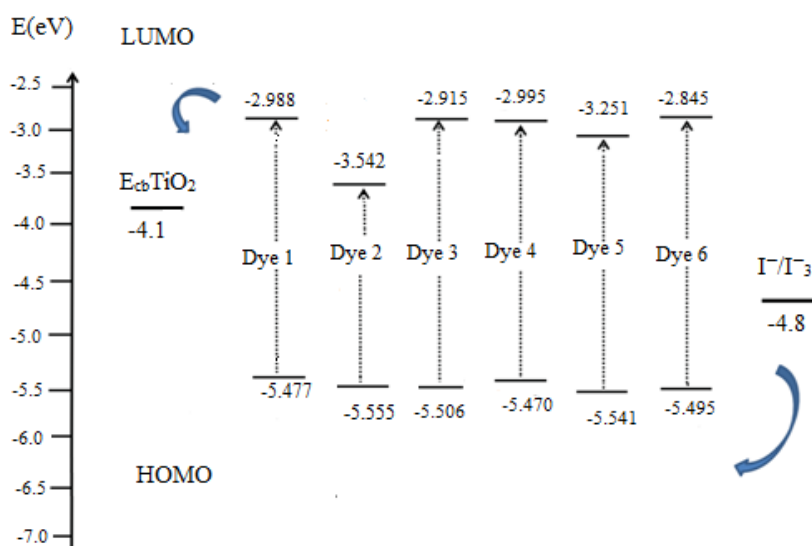 E(eV)
LUMO
-2.5
-3.0
-3.5
-4.0
-4.5
-5.0
-5.5
-6.0
-6.5
-7.0
EcbTiO₂
-4.1
-2.988
Dye 1
-5.477
-3.542
Dye 2
-5.555
-2.915
Dye 3
-5.506
-2.995
Dye 4
-5.470
-3.251
Dye 5
-5.541
-2.845
Dye 6
-5.495
I⁻/I⁻₃
-4.8
HOMO